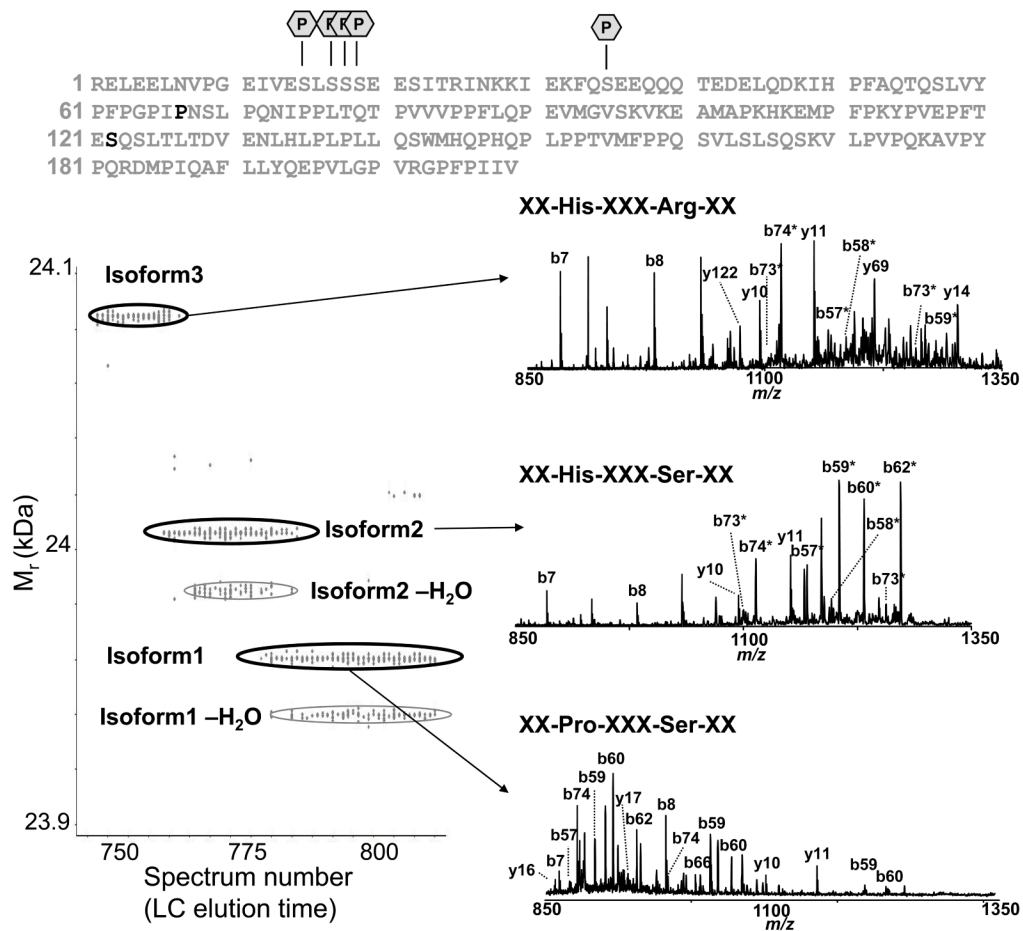 P P P P P
1 RELEELNVPG EIVESLSSSE ESITRINKKI EKFQSEEQQQ TEDELQDKIH PFAQTQSLVY
61 PFPGPIPNSL PQNIPPLTQT PVVVPPFLQP EVMGVSKVKE AMAPKHKEMP FPKYPVEPFT
121 ESQSLTLTDV ENLHLPLPLL QSWMHQPHQP LPPTVMFPPQ SVLSLSQSKV LPVPQKAVPY
181 PQRDMPIQAF LLYQEPVLGP VRGPFPIIV
XX-His-XXX-Arg-XX
b7 b8 y122 y10 b73* b74* y11 b57* b58* y69 b73* b59* y14
850 1100 1350
m/z
24.1
Isoform3
XX-His-XXX-Ser-XX
b7 b8 y10 b73* b74* y11 b57* b59* b60* b58* b73* b62*
850 1100 1350
m/z
Mr (kDa)
24
Isoform2
Isoform2 –H2O
Isoform1
Isoform1 –H2O
XX-Pro-XXX-Ser-XX
y16 b7 b57 b74 b59 b60 y17 b62 b8 b74 b66 b59 b60 y10 y11 b59 b60
850 1100 1350
m/z
23.9
750 775 800
Spectrum number
(LC elution time)